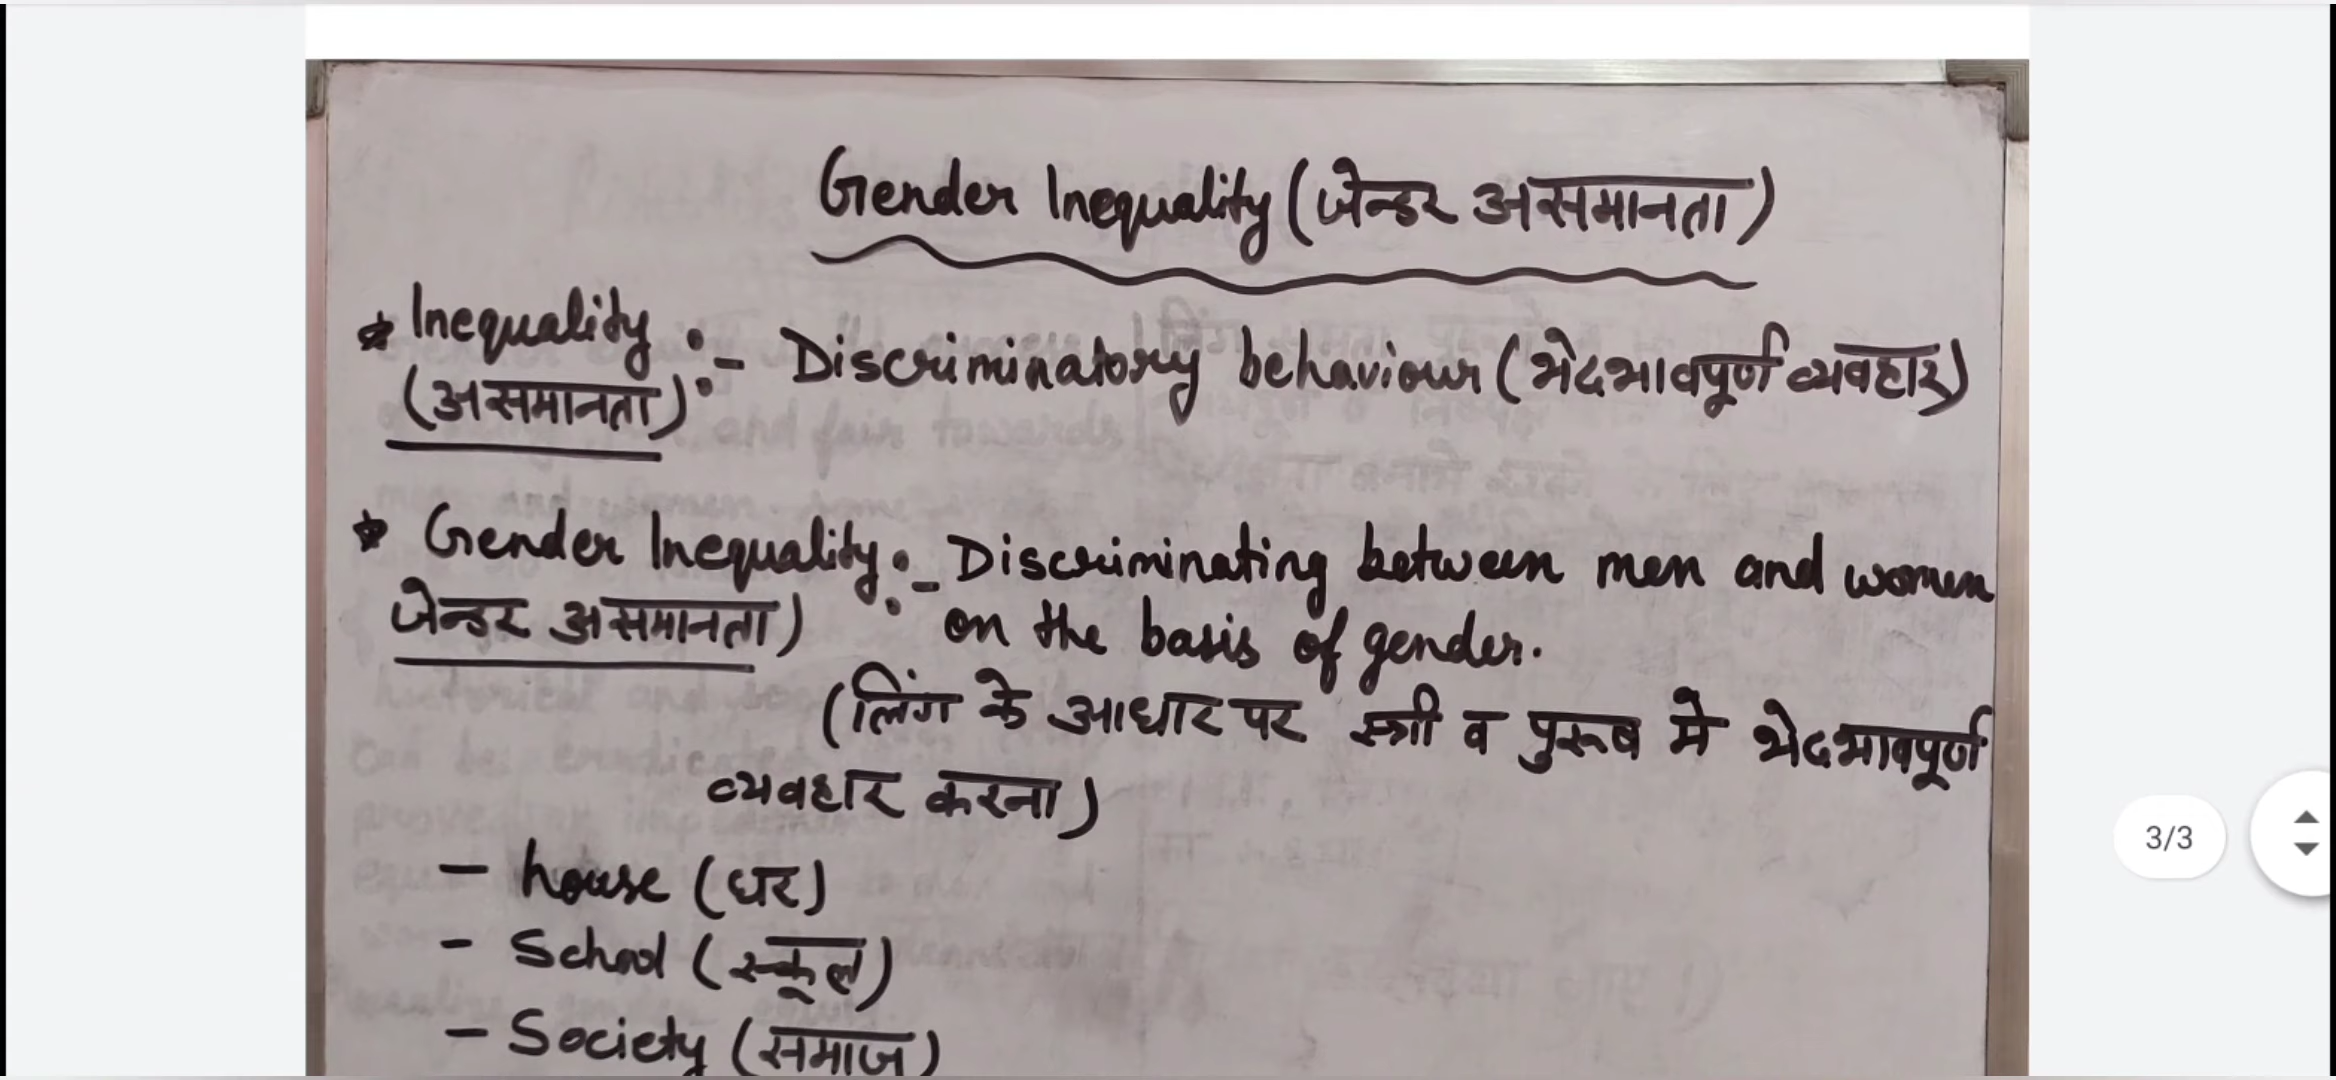 Gender Inequality (जेन्डर असमानता)
* Inequality :- Discriminatory behaviour (भेदभावपूर्ण व्यवहार)
(असमानता)
* Gender Inequality :- Discriminating between men and women
जेन्डर असमानता) on the basis of gender.
(लिंग के आधार पर स्त्री व पुरूष मे भेदभावपूर्ण
व्यवहार करना)
- house (घर)
- School (स्कूल)
- Society (समाज)
3/3